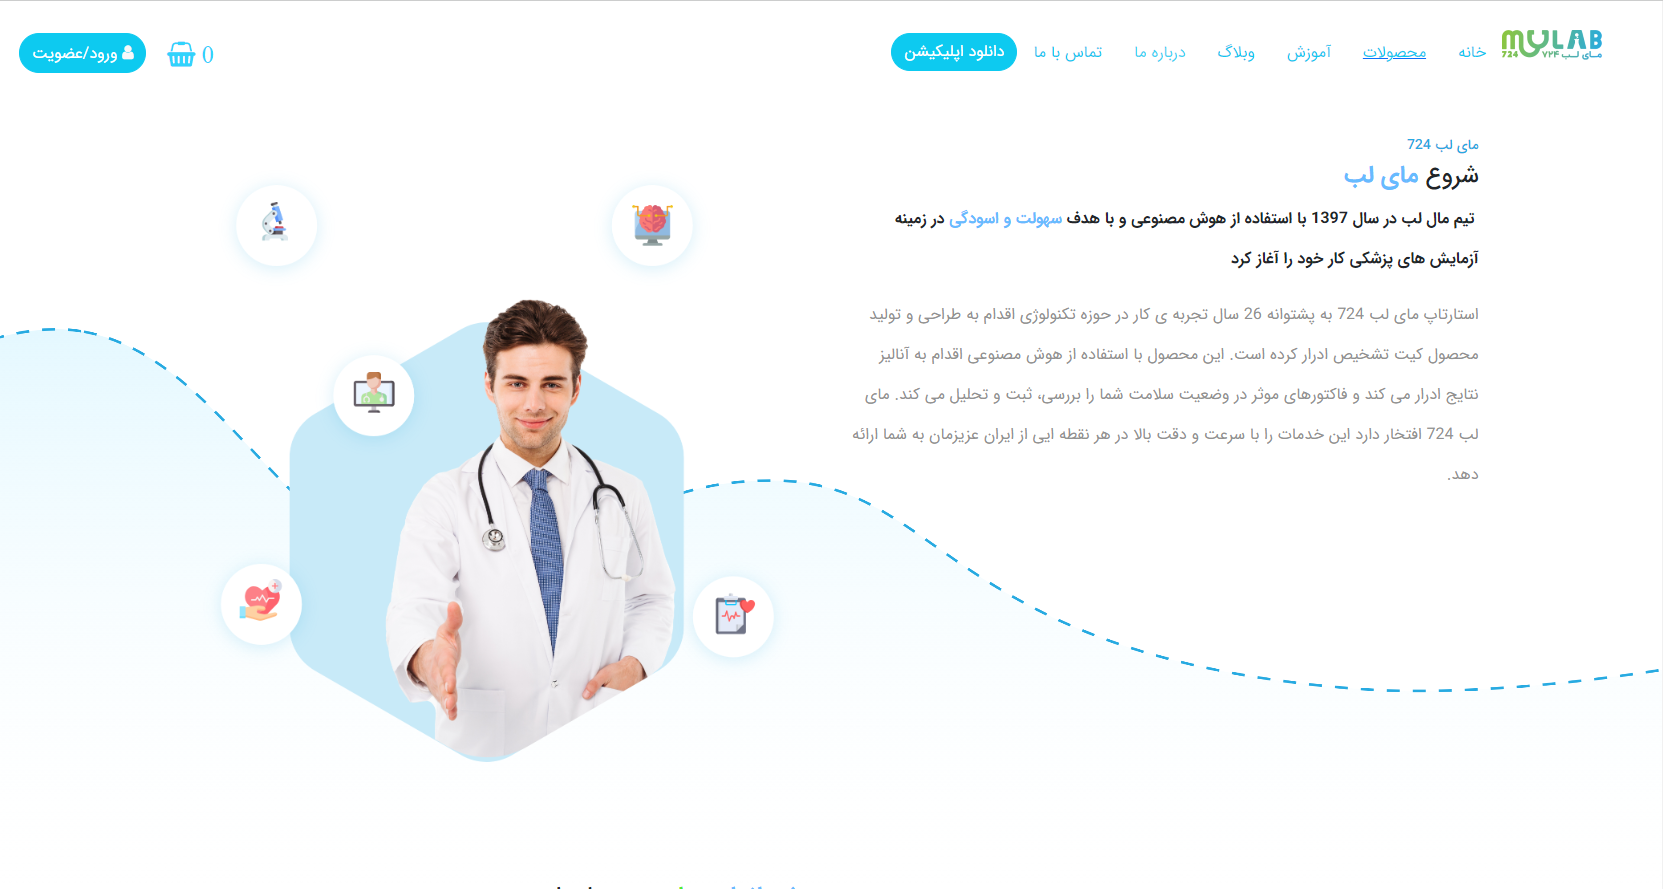 MYLAB
724 مای لب ۷۲۴
خانه
محصولات
آموزش
وبلاگ
درباره ما
تماس با ما
دانلود اپلیکیشن
0
ورود/عضویت
مای لب 724
شروع مای لب
تیم مال لب در سال 1397 با استفاده از هوش مصنوعی و با هدف سهولت و اسودگی در زمینه
آزمایش های پزشکی کار خود را آغاز کرد
استارتاپ مای لب 724 به پشتوانه 26 سال تجربه ی کار در حوزه تکنولوژی اقدام به طراحی و تولید
محصول کیت تشخیص ادرار کرده است. این محصول با استفاده از هوش مصنوعی اقدام به آنالیز
نتایج ادرار می کند و فاکتورهای موثر در وضعیت سلامت شما را بررسی، ثبت و تحلیل می کند. مای
لب 724 افتخار دارد این خدمات را با سرعت و دقت بالا در هر نقطه ایی از ایران عزیزمان به شما ارائه
دهد.